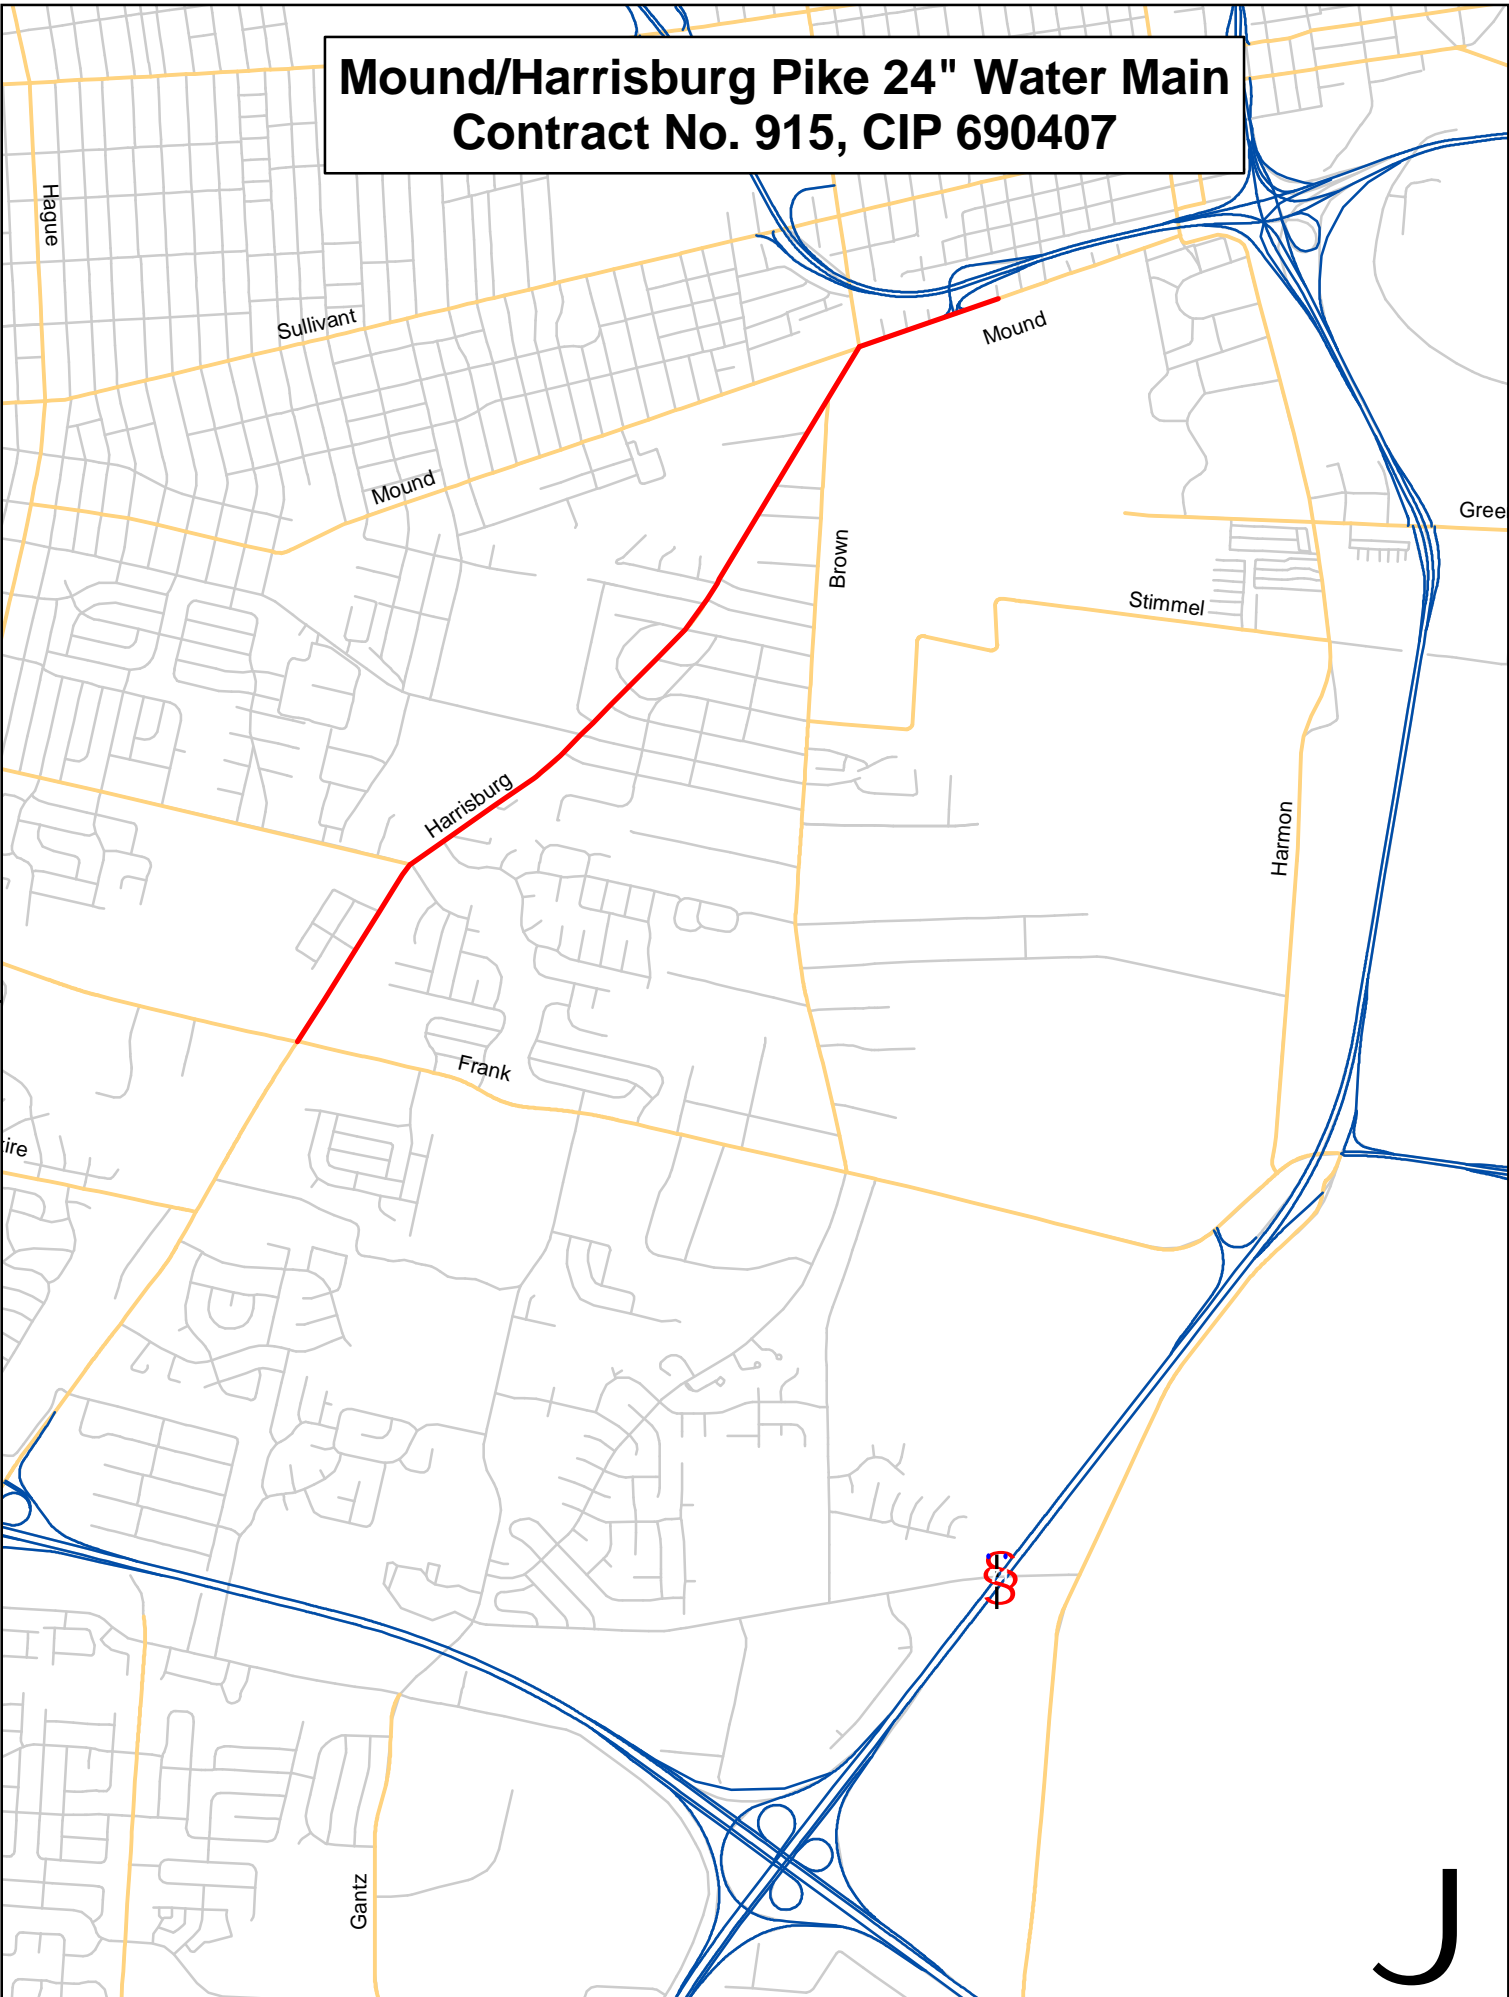 Mound/Harrisburg Pike 24" Water Main
Contract No. 915, CIP 690407
Hague
Sullivant
Mound
Mound
Gree
Brown
Stimmel
Harrisburg
Harmon
Frank
ire
Gantz
J